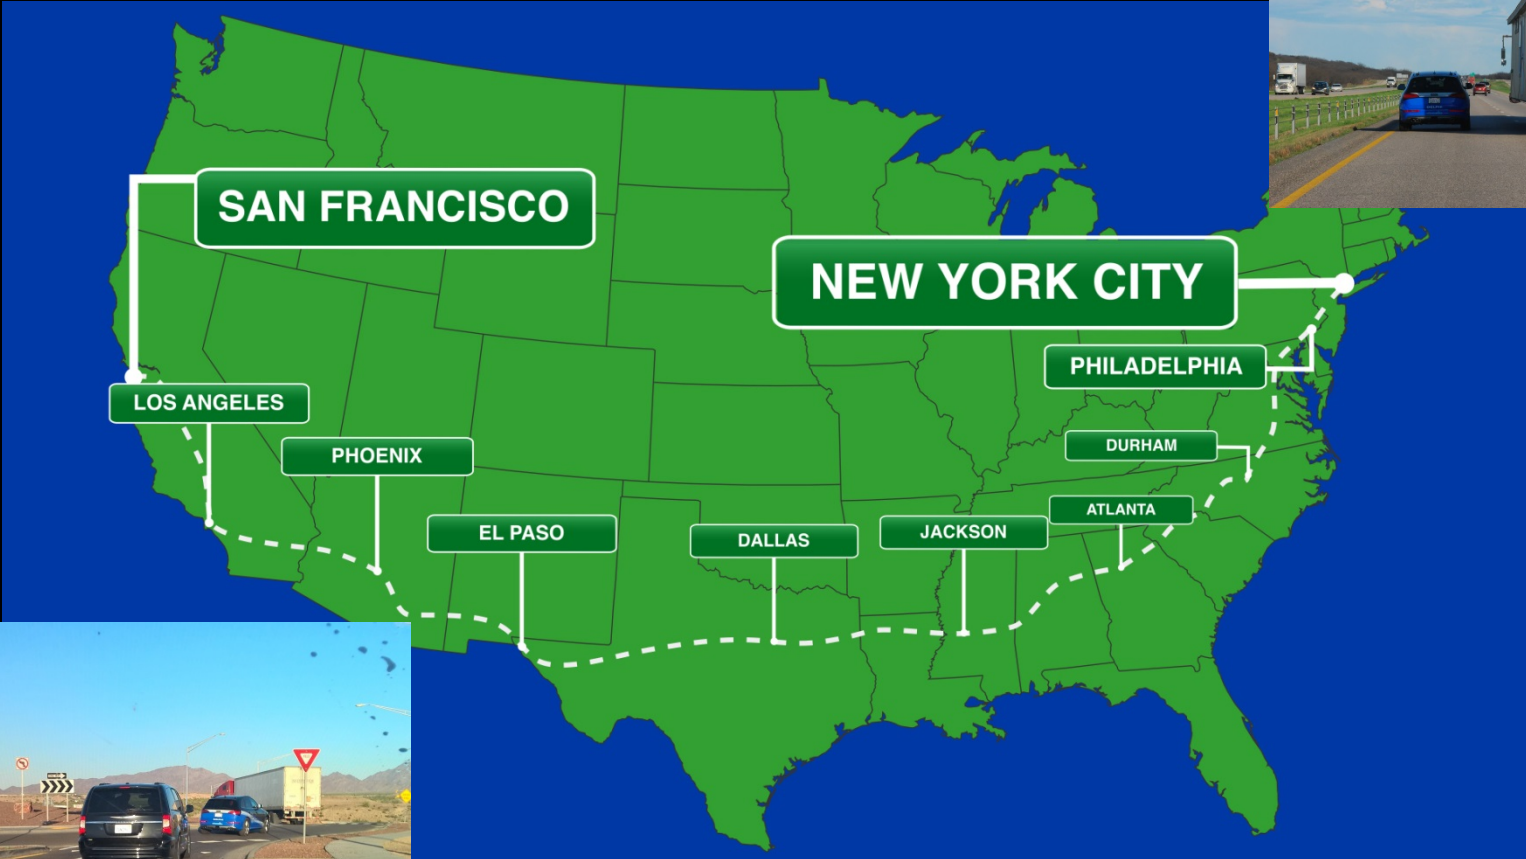 SAN FRANCISCO
NEW YORK CITY
PHILADELPHIA
LOS ANGELES
DURHAM
PHOENIX
ATLANTA
EL PASO
DALLAS
JACKSON